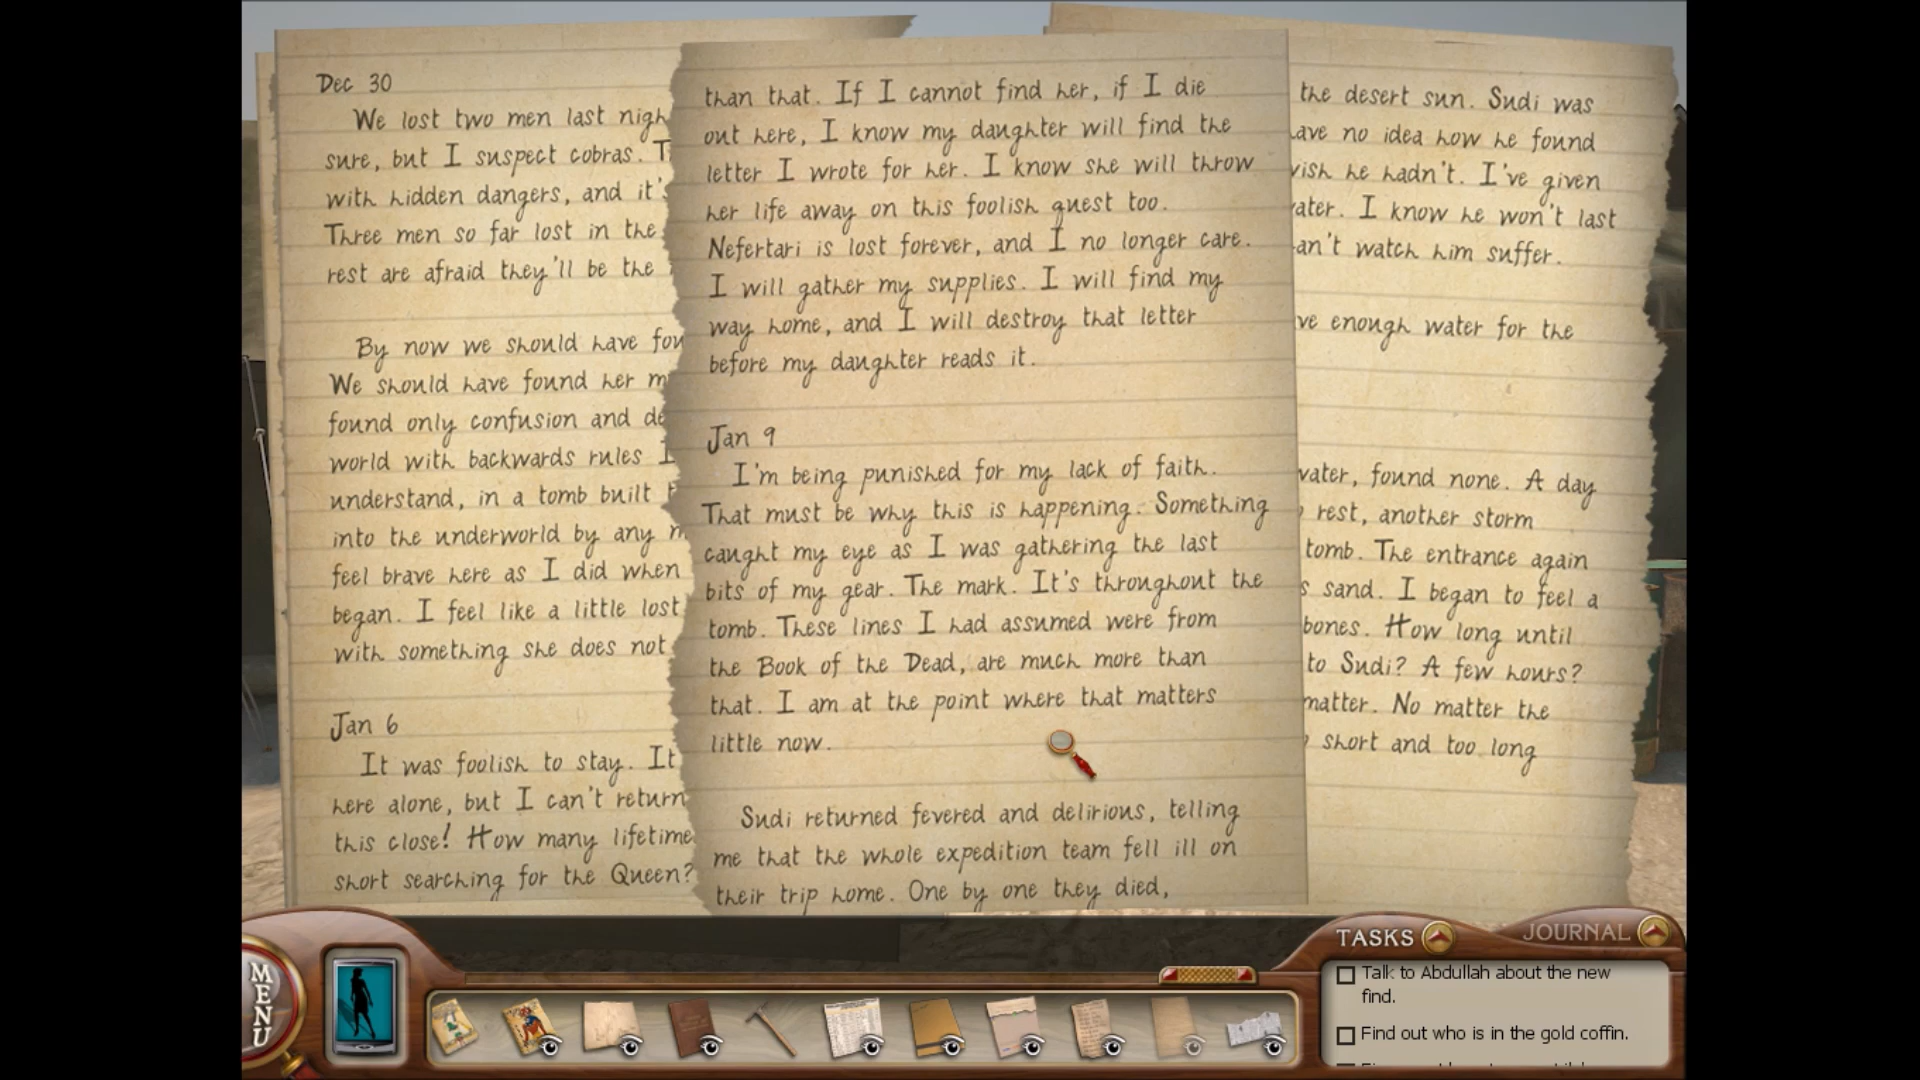 Dec 30
We lost two men last nigh
sure, but I suspect cobras. T
with hidden dangers, and it's
Three men so far lost in the
rest are afraid they'll be the
By now we should have fou
We should have found her m
found only confusion and de
world with backwards rules I
understand, in a tomb built
into the underworld by any m
feel brave here as I did when
began. I feel like a little lost
with something she does not
Jan 6
It was foolish to stay. It
here alone, but I can't return
this close! How many lifetime
short searching for the Queen?
than that. If I cannot find her, if I die
out here, I know my daughter will find the
letter I wrote for her. I know she will throw
her life away on this foolish quest too.
Nefertari is lost forever, and I no longer care.
I will gather my supplies. I will find my
way home, and I will destroy that letter
before my daughter reads it.
Jan 9
I'm being punished for my lack of faith.
That must be why this is happening. Something
caught my eye as I was gathering the last
bits of my gear. The mark. It's throughout the
tomb. These lines I had assumed were from
the Book of the Dead, are much more than
that. I am at the point where that matters
little now.
Sudi returned fevered and delirious, telling
me that the whole expedition team fell ill on
their trip home. One by one they died,
the desert sun. Sudi was
ave no idea how he found
vish he hadn't. I've given
vater. I know he won't last
an't watch him suffer.
ve enough water for the
vater, found none. A day
rest, another storm
tomb. The entrance again
s sand. I began to feel a
bones. How long until
to Sudi? A few hours?
matter. No matter the
short and too long
MENU
TASKS
JOURNAL
Talk to Abdullah about the new
find.
Find out who is in the gold coffin.